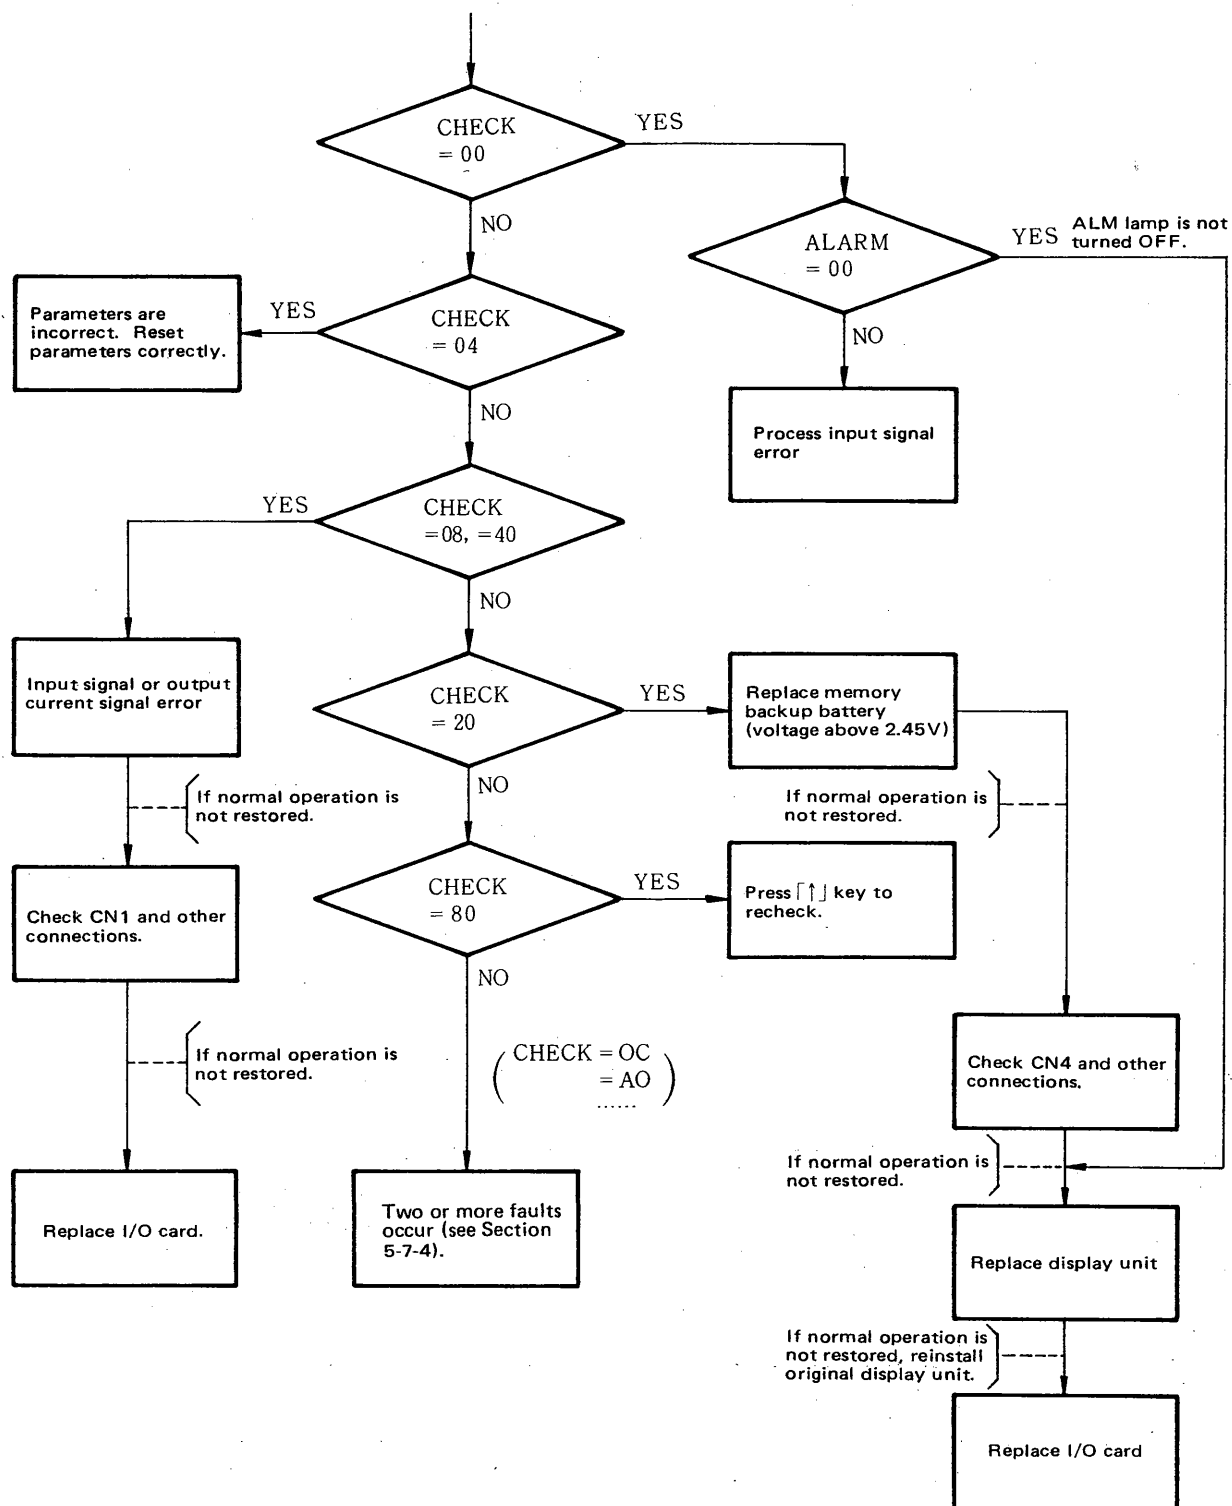 CHECK
= 00
YES
NO
ALARM
= 00
YES
ALM lamp is not
turned OFF.
NO
Process input signal
error
CHECK
= 04
YES
Parameters are
incorrect. Reset
parameters correctly.
NO
CHECK
=08, =40
YES
Input signal or output
current signal error
If normal operation is
not restored.
Check CN1 and other
connections.
If normal operation is
not restored.
Replace I/O card.
NO
CHECK
= 20
YES
Replace memory
backup battery
(voltage above 2.45V)
If normal operation is
not restored.
NO
CHECK
= 80
YES
Press「↑」key to
recheck.
NO
( CHECK = OC
= AO )
......
Two or more faults
occur (see Section
5-7-4).
Check CN4 and other
connections.
If normal operation is
not restored.
Replace display unit
If normal operation is
not restored, reinstall
original display unit.
Replace I/O card